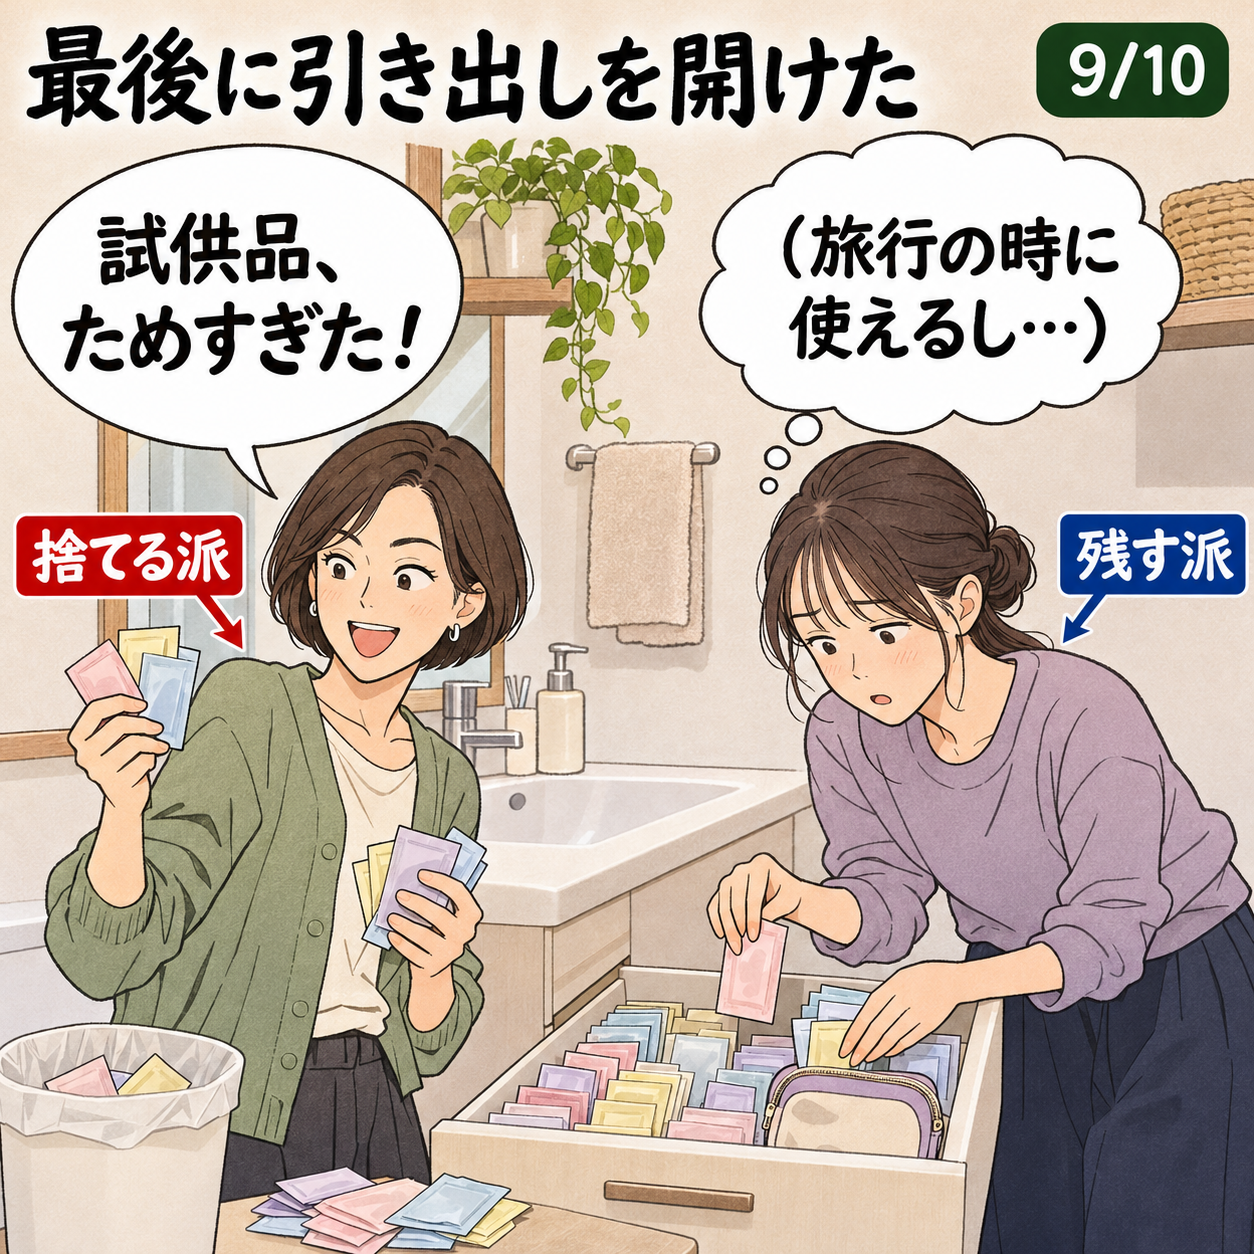 最後に引き出しを開けた
9/10
試供品、
ためすぎた！
（旅行の時に
使えるし…）
捨てる派
残す派